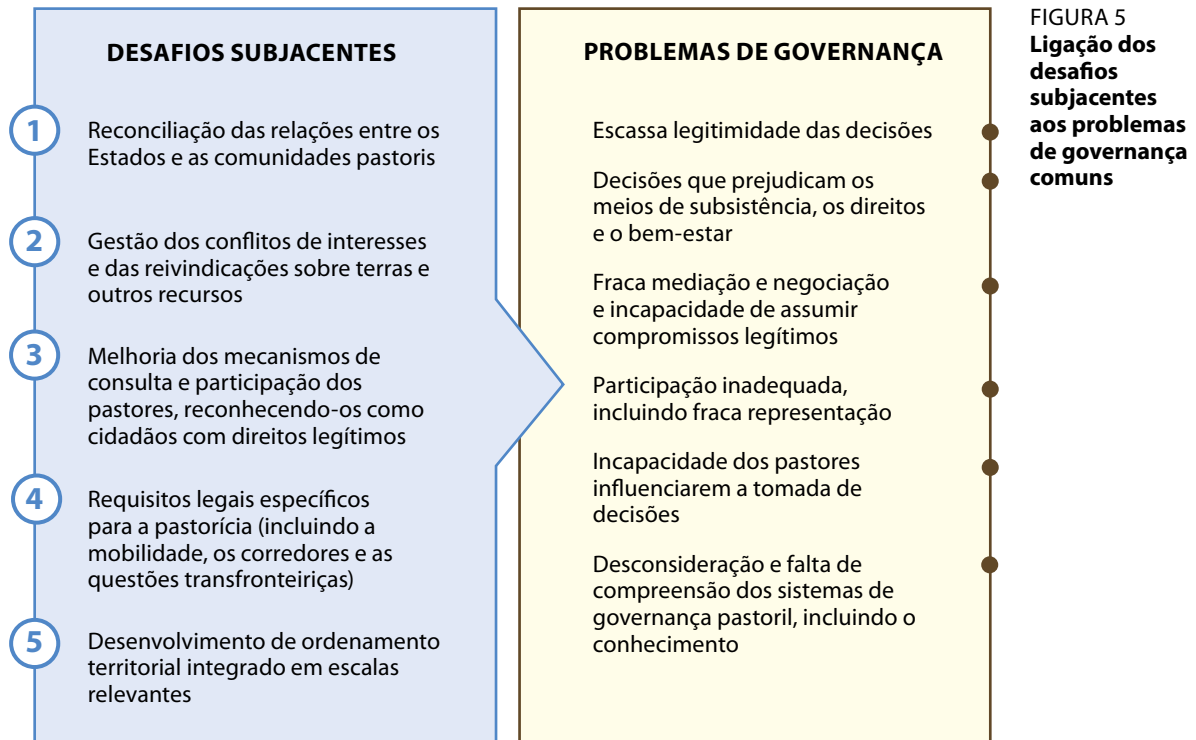 DESAFIOS SUBJACENTES
1
Reconciliação das relações entre os
Estados e as comunidades pastoris
2
Gestão dos conflitos de interesses
e das reivindicações sobre terras e
outros recursos
3
Melhoria dos mecanismos de
consulta e participação dos
pastores, reconhecendo-os como
cidadãos com direitos legítimos
4
Requisitos legais específicos
para a pastorícia (incluindo a
mobilidade, os corredores e as
questões transfronteiriças)
5
Desenvolvimento de ordenamento
territorial integrado em escalas
relevantes
PROBLEMAS DE GOVERNANÇA
Escassa legitimidade das decisões
Decisões que prejudicam os
meios de subsistência, os direitos
e o bem-estar
Fraca mediação e negociação
e incapacidade de assumir
compromissos legítimos
Participação inadequada,
incluindo fraca representação
Incapacidade dos pastores
influenciarem a tomada de
decisões
Desconsideração e falta de
compreensão dos sistemas de
governança pastoril, incluindo o
conhecimento
FIGURA 5
Ligação dos
desafios
subjacentes
aos problemas
de governança
comuns